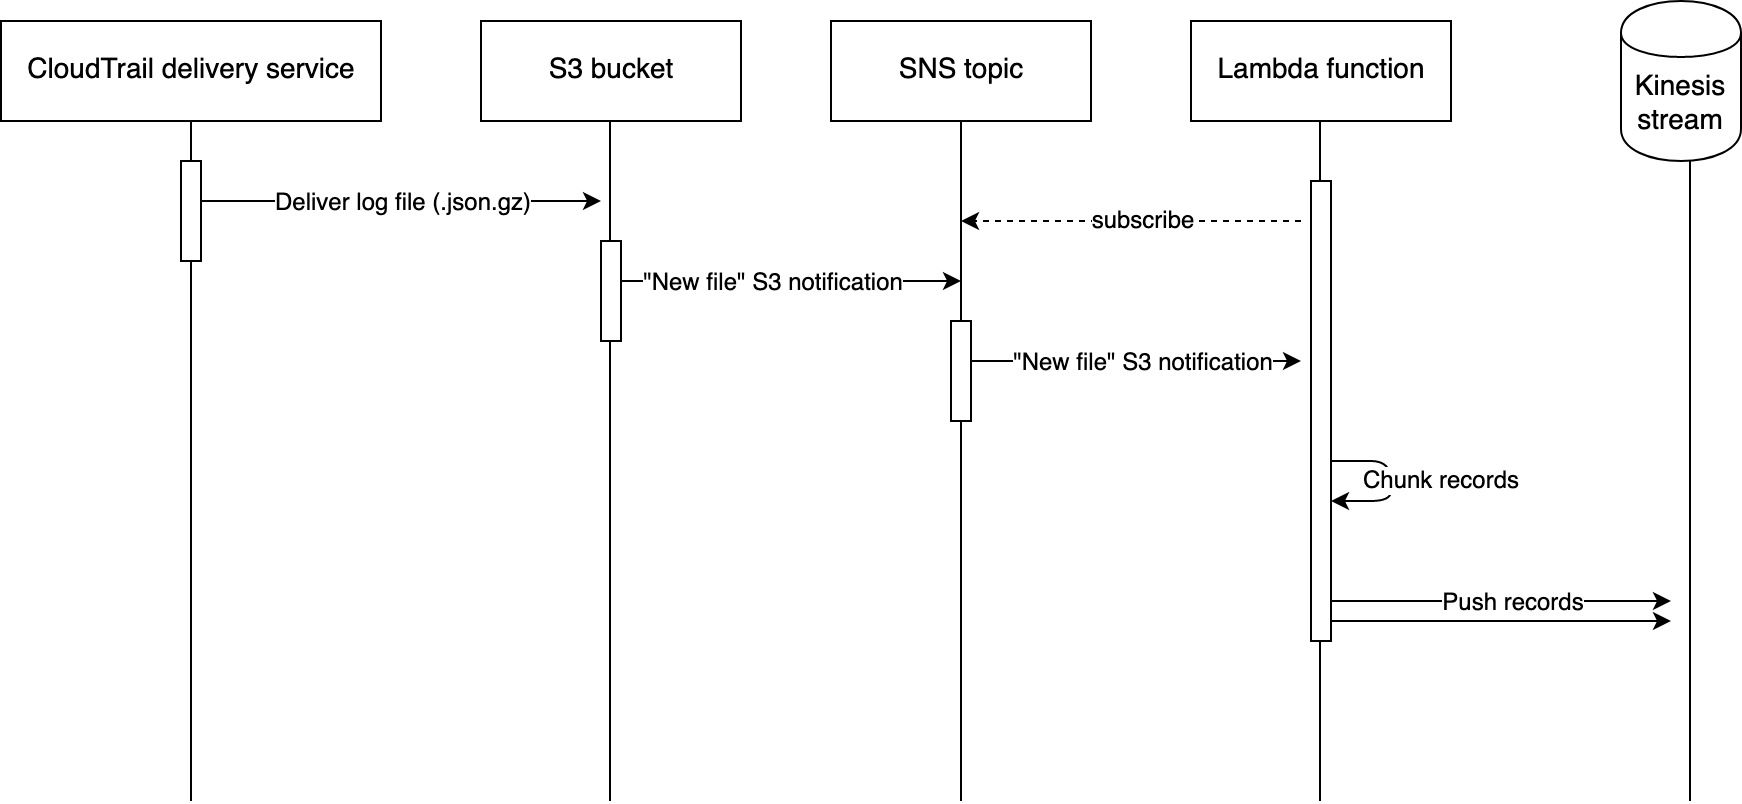 CloudTrail delivery service
S3 bucket
SNS topic
Lambda function
Kinesis
stream
Deliver log file (.json.gz)
subscribe
"New file" S3 notification
"New file" S3 notification
Chunk records
Push records